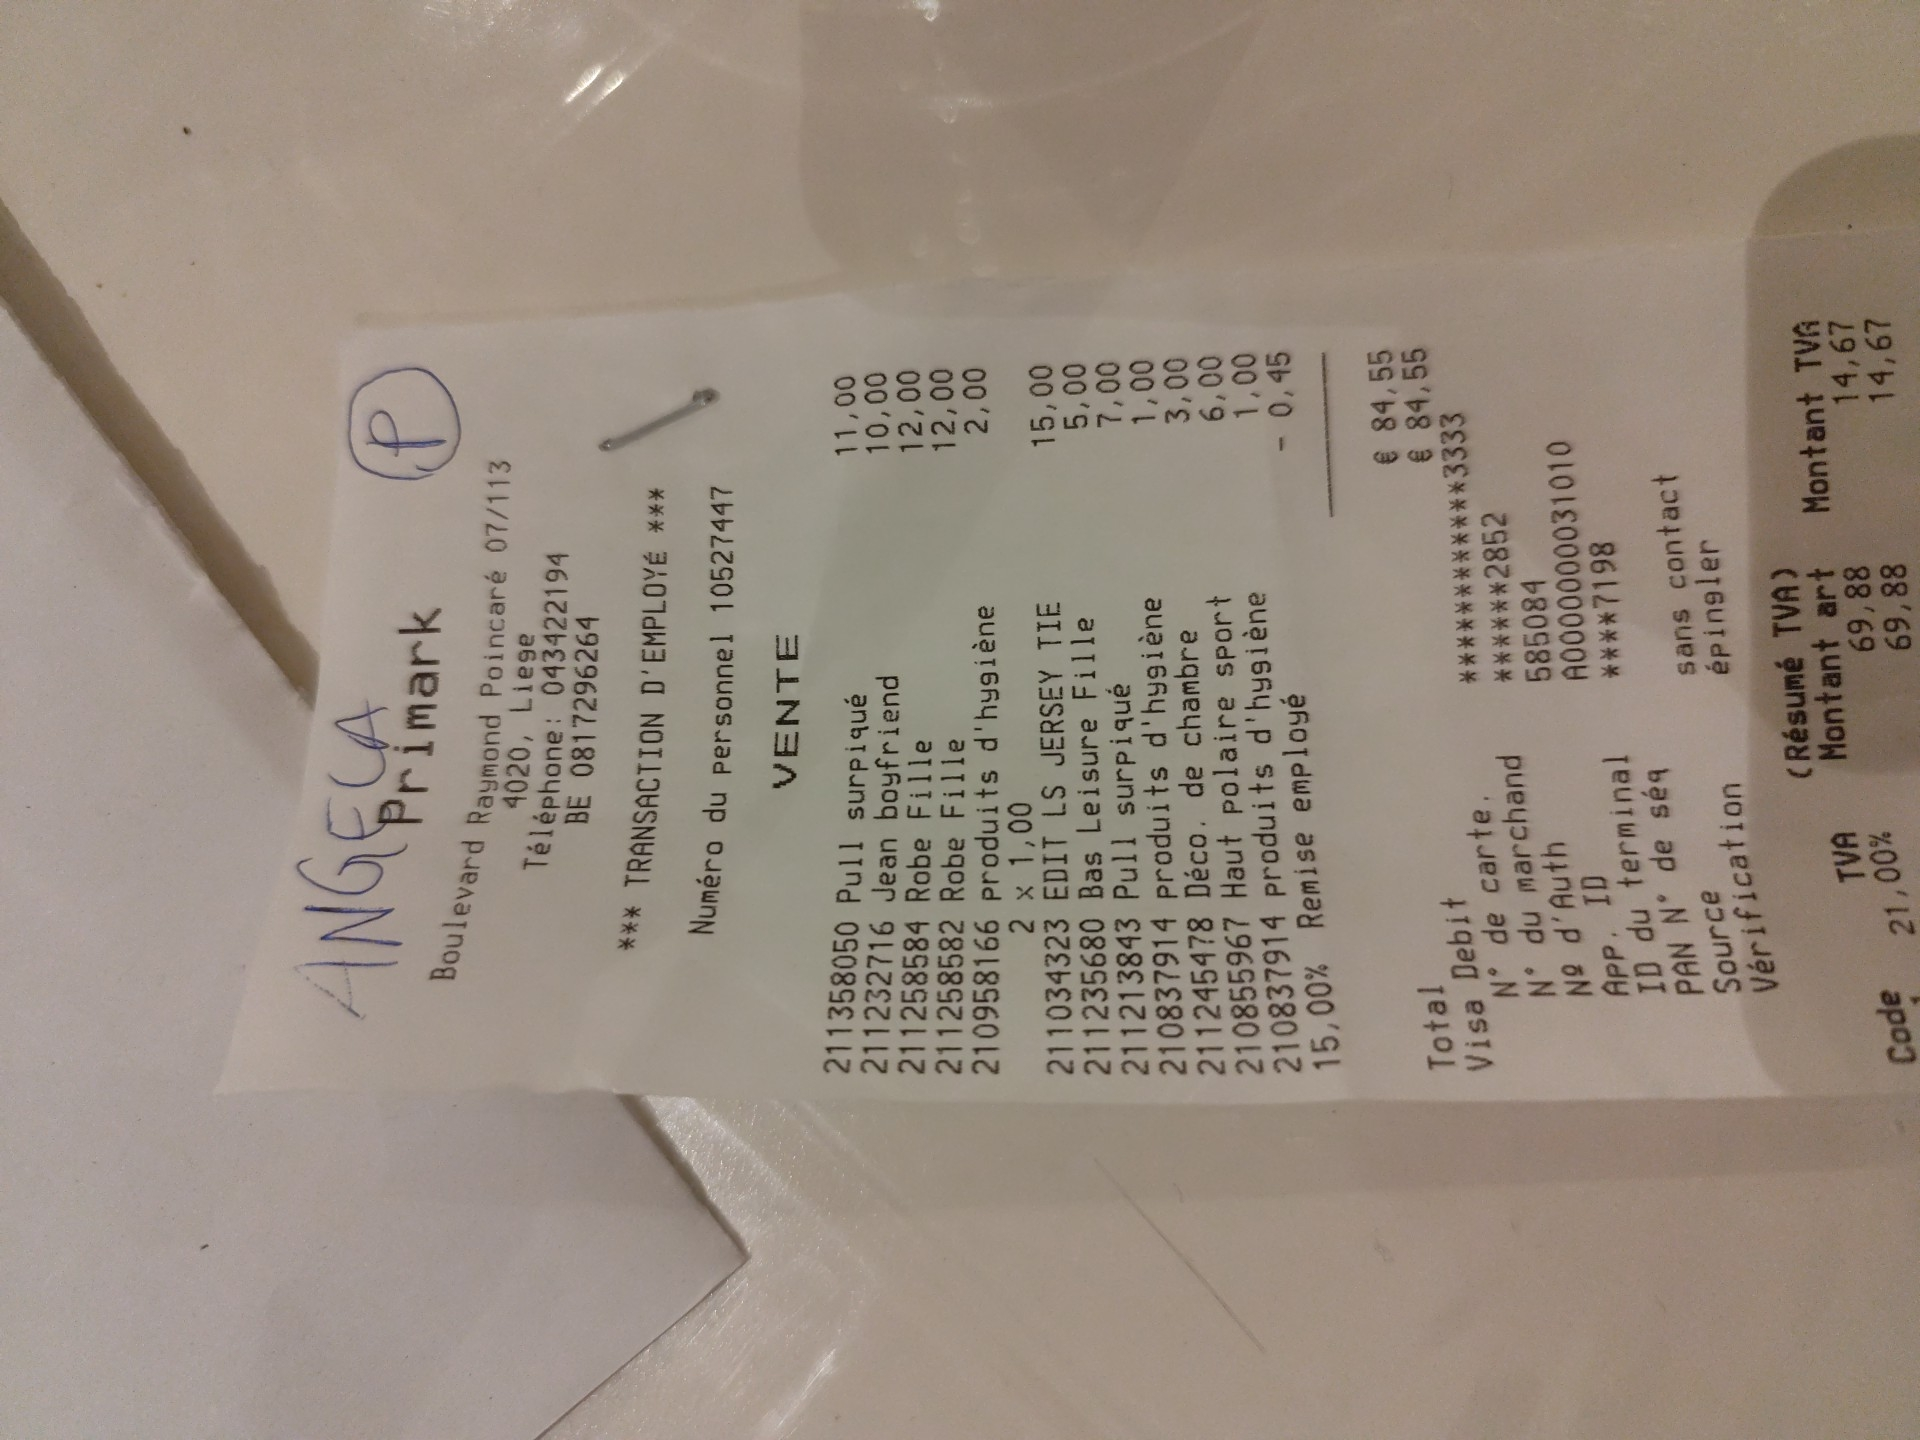 ANGELA
P
Primark
Boulevard Raymond Poincaré 07/113
4020, Liege
Téléphone: 043422194
BE 0817296264
*** TRANSACTION D'EMPLOYÉ ***
Numéro du personnel 10527447
VENTE
211358050 Pull surpiqué 11,00
211232716 Jean boyfriend 10,00
211258584 Robe Fille 12,00
211258582 Robe Fille 12,00
210958166 produits d'hygiène 2,00
2 x 1,00
211034323 EDIT LS JERSEY TIE 15,00
211235680 Bas Leisure Fille 5,00
211213843 Pull surpiqué 7,00
210837914 produits d'hygiène 1,00
211245478 Déco. de chambre 3,00
210855967 Haut polaire sport 6,00
210837914 produits d'hygiène 1,00
15,00% Remise employé - 0,45
Total € 84,55
Visa Debit € 84,55
N° de carte. ************3333
N° du marchand ******2852
Nº d'Auth 585084
APP. ID A0000000031010
ID du terminal ****7198
PAN N° de séq
Source sans contact
Vérification épingler
(Résumé TVA)
Code TVA Montant art Montant TVA
21,00% 69,88 14,67
69,88 14,67